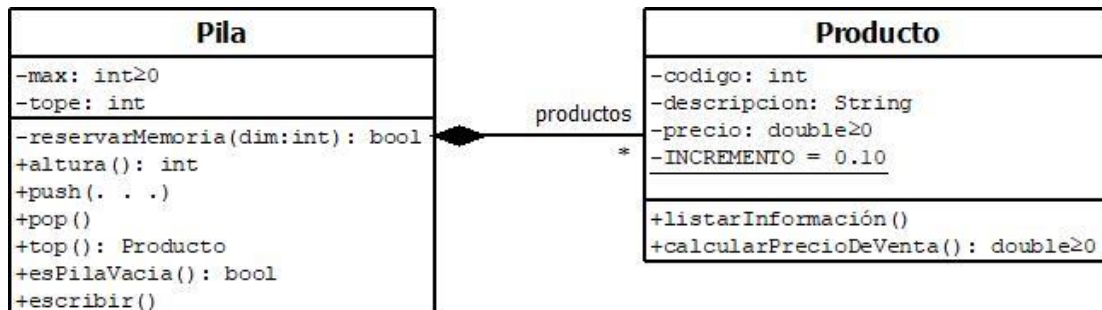 Pila
-max: int≥0
-tope: int
-reservarMemoria(dim:int): bool
+altura(): int
+push(. . .)
+pop()
+top(): Producto
+esPilaVacia(): bool
+escribir()
productos
*
Producto
-codigo: int
-descripcion: String
-precio: double≥0
-INCREMENTO = 0.10
+listarInformación()
+calcularPrecioDeVenta(): double≥0